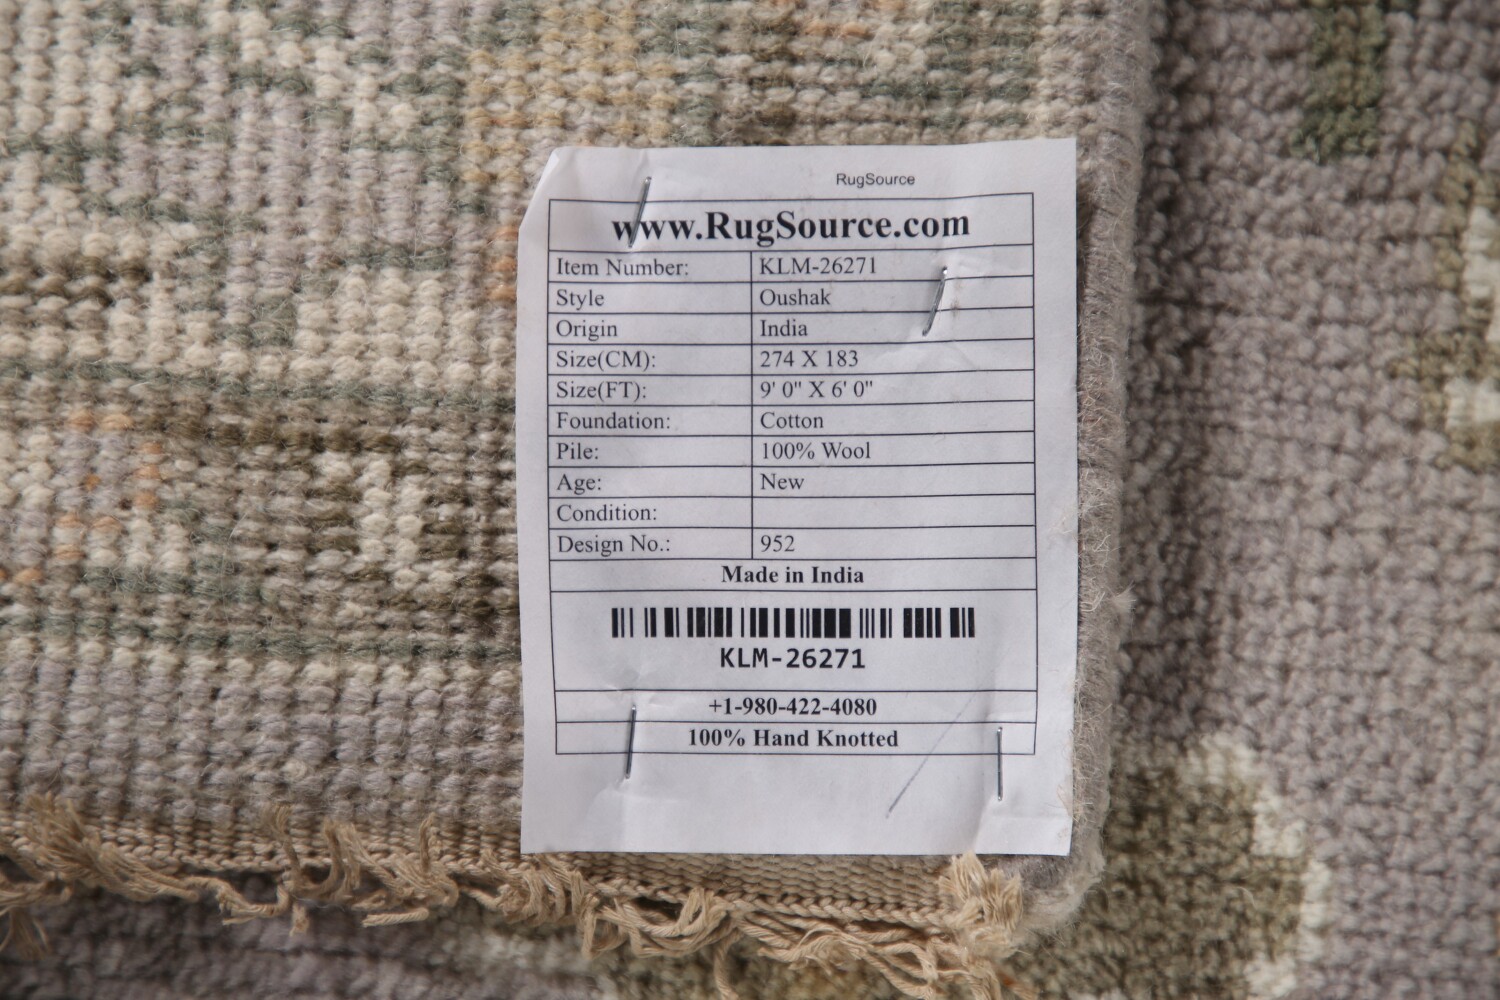 RugSource
www.RugSource.com
Item Number: KLM-26271
Style Oushak
Origin India
Size(CM): 274 X 183
Size(FT): 9' 0" X 6' 0"
Foundation: Cotton
Pile: 100% Wool
Age: New
Condition:
Design No.: 952
Made in India
KLM-26271
+1-980-422-4080
100% Hand Knotted